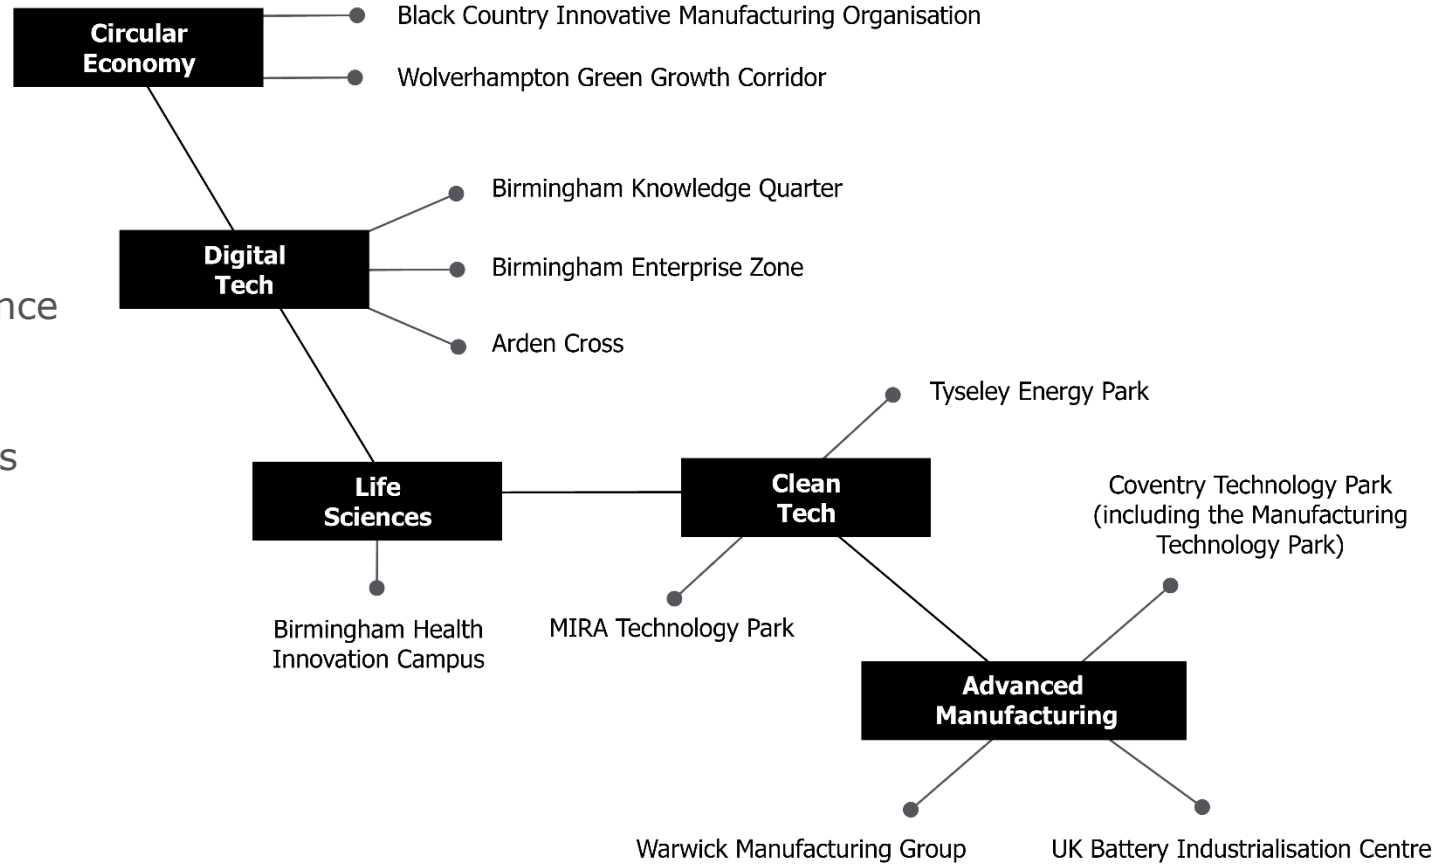 Circular
Economy
Black Country Innovative Manufacturing Organisation
Wolverhampton Green Growth Corridor
Digital
Tech
Birmingham Knowledge Quarter
Birmingham Enterprise Zone
Arden Cross
nce
s
Life
Sciences
Birmingham Health
Innovation Campus
Clean
Tech
Tyseley Energy Park
MIRA Technology Park
Coventry Technology Park
(including the Manufacturing
Technology Park)
Advanced
Manufacturing
Warwick Manufacturing Group
UK Battery Industrialisation Centre